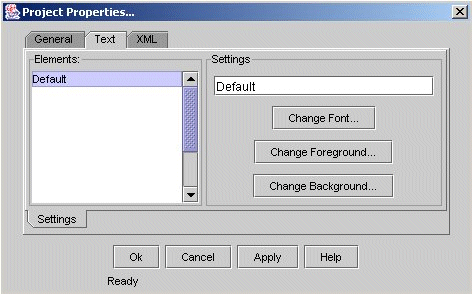 Project Properties...
General Text XML
Elements: Settings
Default Default
Change Font...
Change Foreground...
Change Background...
Settings
Ok Cancel Apply Help
Ready